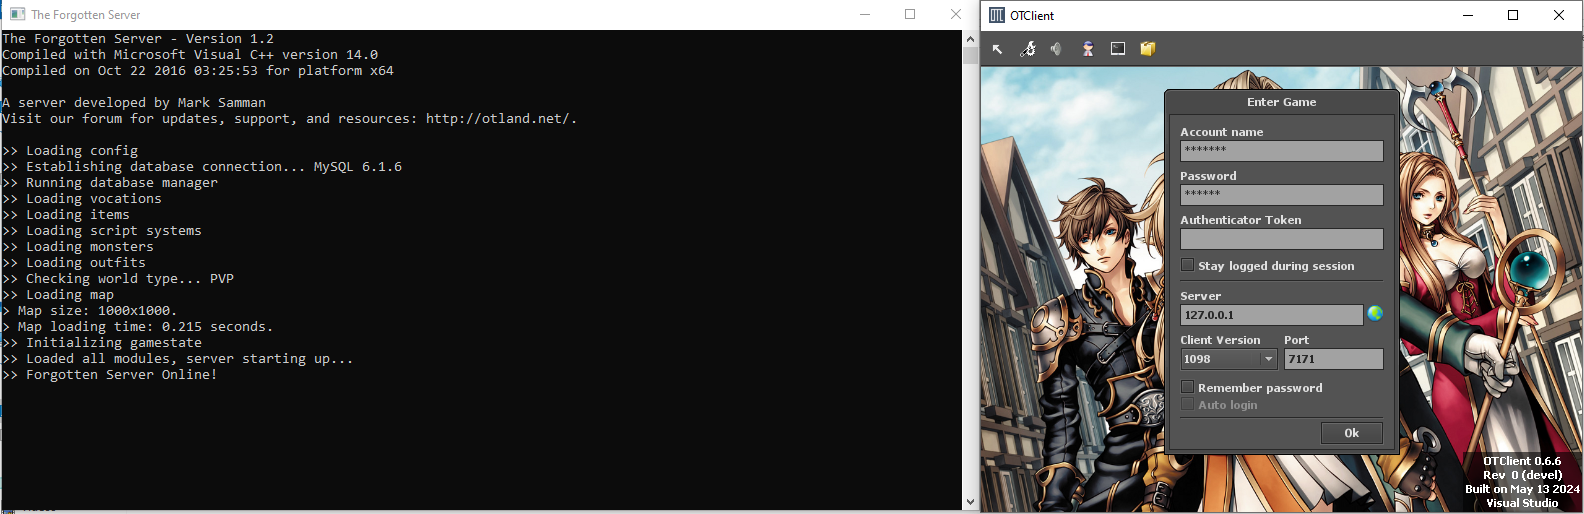 The Forgotten Server
The Forgotten Server - Version 1.2
Compiled with Microsoft Visual C++ version 14.0
Compiled on Oct 22 2016 03:25:53 for platform x64
A server developed by Mark Samman
Visit our forum for updates, support, and resources: http://otland.net/.
>> Loading config
>> Establishing database connection... MySQL 6.1.6
>> Running database manager
>> Loading vocations
>> Loading items
>> Loading script systems
>> Loading monsters
>> Loading outfits
>> Checking world type... PVP
>> Loading map
> Map size: 1000x1000.
> Map loading time: 0.215 seconds.
>> Initializing gamestate
>> Loaded all modules, server starting up...
>> Forgotten Server Online!
OTClient
Enter Game
Account name
*******
Password
******
Authenticator Token
Stay logged during session
Server
127.0.0.1
Client Version Port
1098 7171
Remember password
Auto login
Ok
OTClient 0.6.6
Rev 0 (devel)
Built on May 13 2024
Visual Studio